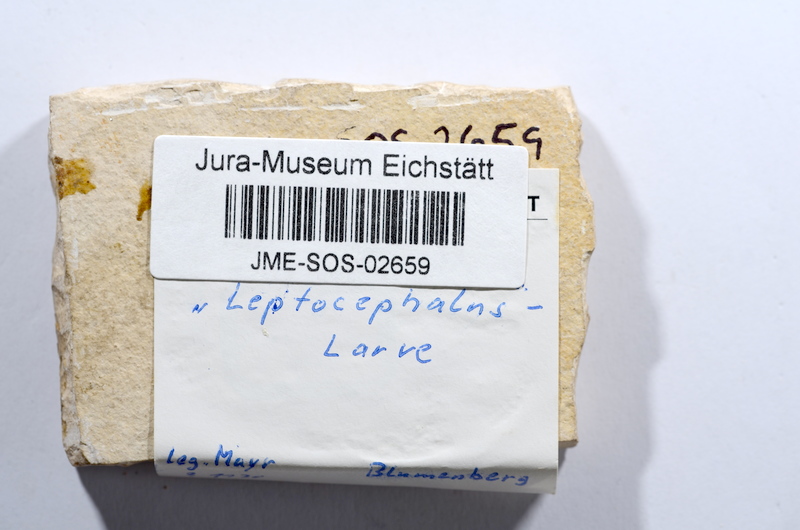 SOS 2659
Jura-Museum Eichstätt
JME-SOS-02659
T
"Leptocephalus-
Larve
leg. Mayr Blumenberg